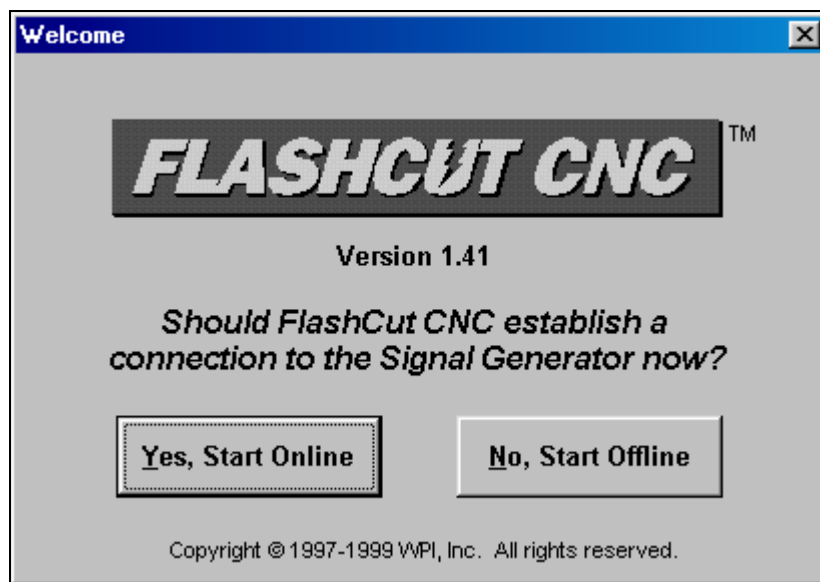 Welcome
FLASHCUT CNC ™
Version 1.41
Should FlashCut CNC establish a
connection to the Signal Generator now?
Yes, Start Online
No, Start Offline
Copyright © 1997-1999 WPI, Inc. All rights reserved.